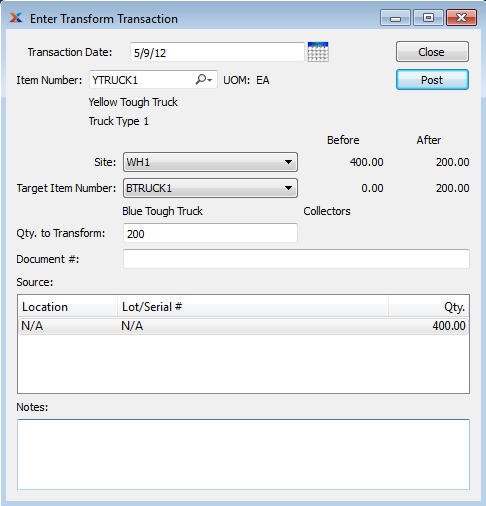 Enter Transform Transaction
Transaction Date: 5/9/12 Close
Item Number: YTRUCK1 UOM: EA Post
Yellow Tough Truck
Truck Type 1
Before After
Site: WH1 400.00 200.00
Target Item Number: BTRUCK1 0.00 200.00
Blue Tough Truck Collectors
Qty. to Transform: 200
Document #:
Source:
Location Lot/Serial # Qty.
N/A N/A 400.00
Notes: